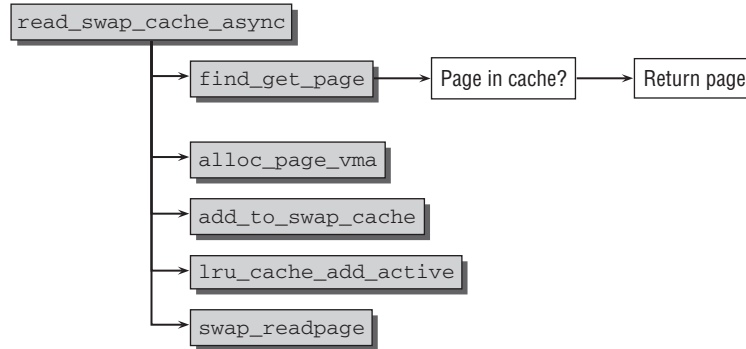 read_swap_cache_async
find_get_page
Page in cache?
Return page
alloc_page_vma
add_to_swap_cache
lru_cache_add_active
swap_readpage